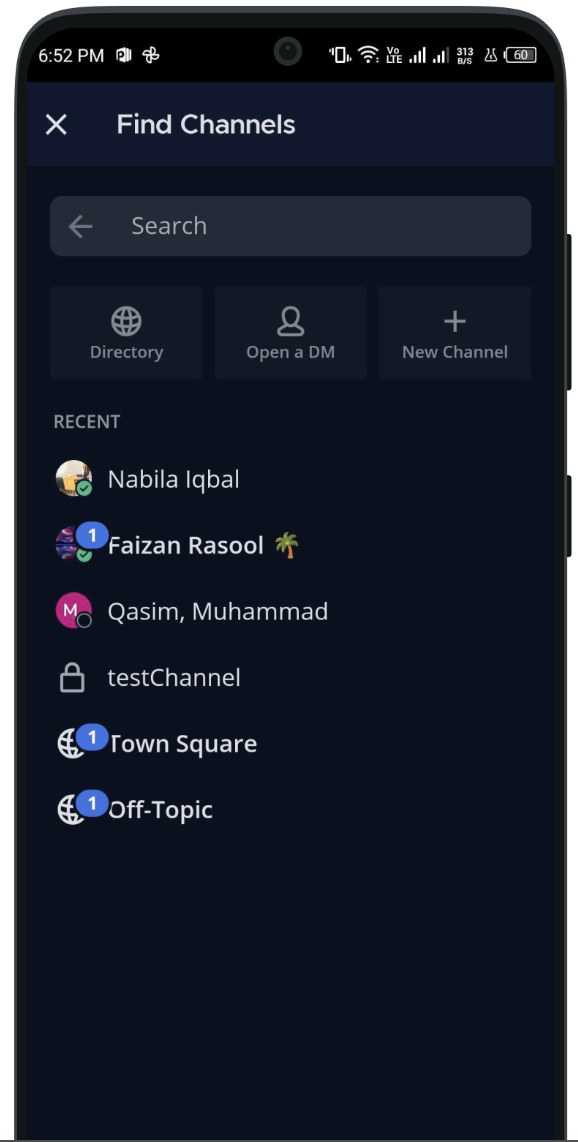 6:52 PM Vo LTE 313 B/S 60
Find Channels
Search
Directory Open a DM New Channel
RECENT
Nabila Iqbal
1 Faizan Rasool 🌴
M Qasim, Muhammad
testChannel
1 Town Square
1 Off-Topic